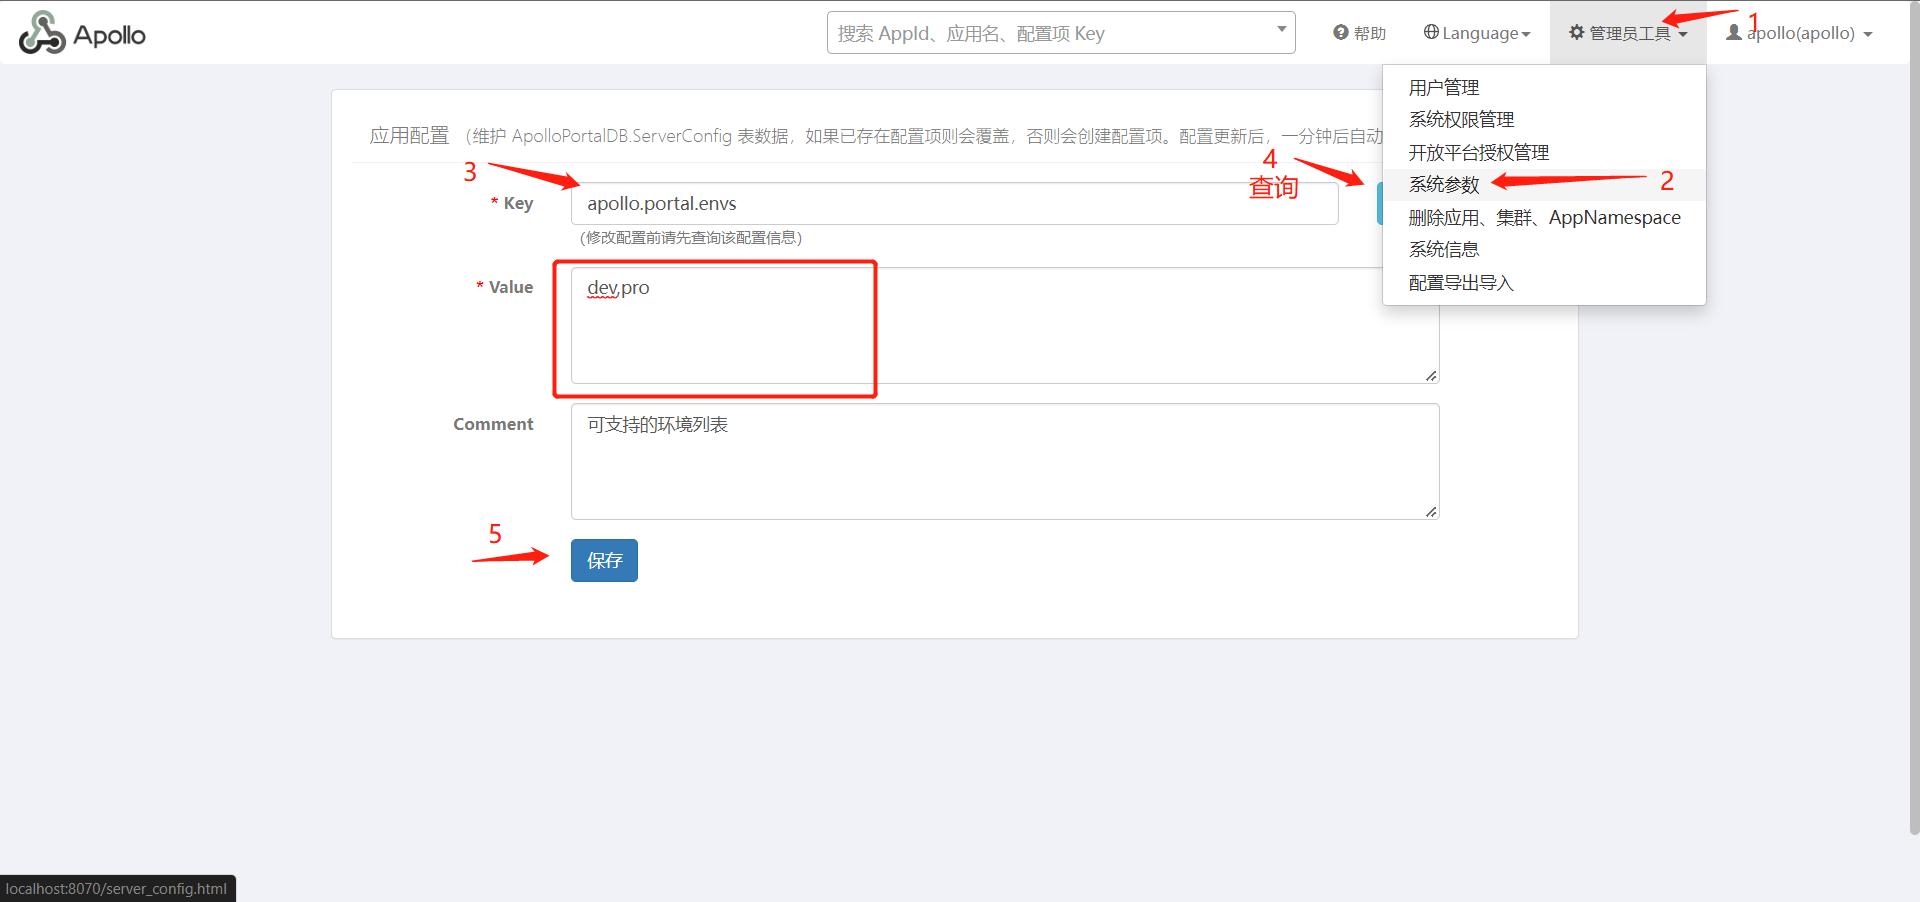 Apollo
搜索 AppId、应用名、配置项 Key
帮助
Language
管理员工具
1
apollo(apollo)
用户管理
系统权限管理
开放平台授权管理
系统参数
2
删除应用、集群、AppNamespace
系统信息
配置导出导入
应用配置 (维护 ApolloPortalDB.ServerConfig 表数据，如果已存在配置项则会覆盖，否则会创建配置项。配置更新后，一分钟后自动
3
4
查询
* Key
apollo.portal.envs
(修改配置前请先查询该配置信息)
* Value
dev,pro
Comment
可支持的环境列表
5
保存
localhost:8070/server_config.html